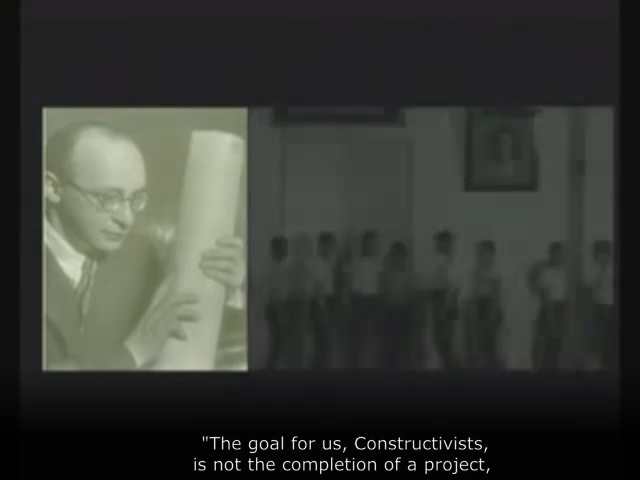 "The goal for us, Constructivists,
is not the completion of a project,